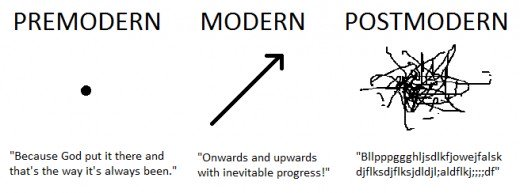 PREMODERN
MODERN
POSTMODERN
"Because God put it there and
that's the way it's always been."
"Onwards and upwards
with inevitable progress!"
"Bllpppggghljsdlkfjowejfalsk
djflksdjflksjdldjl;aldflkj;;;;df"